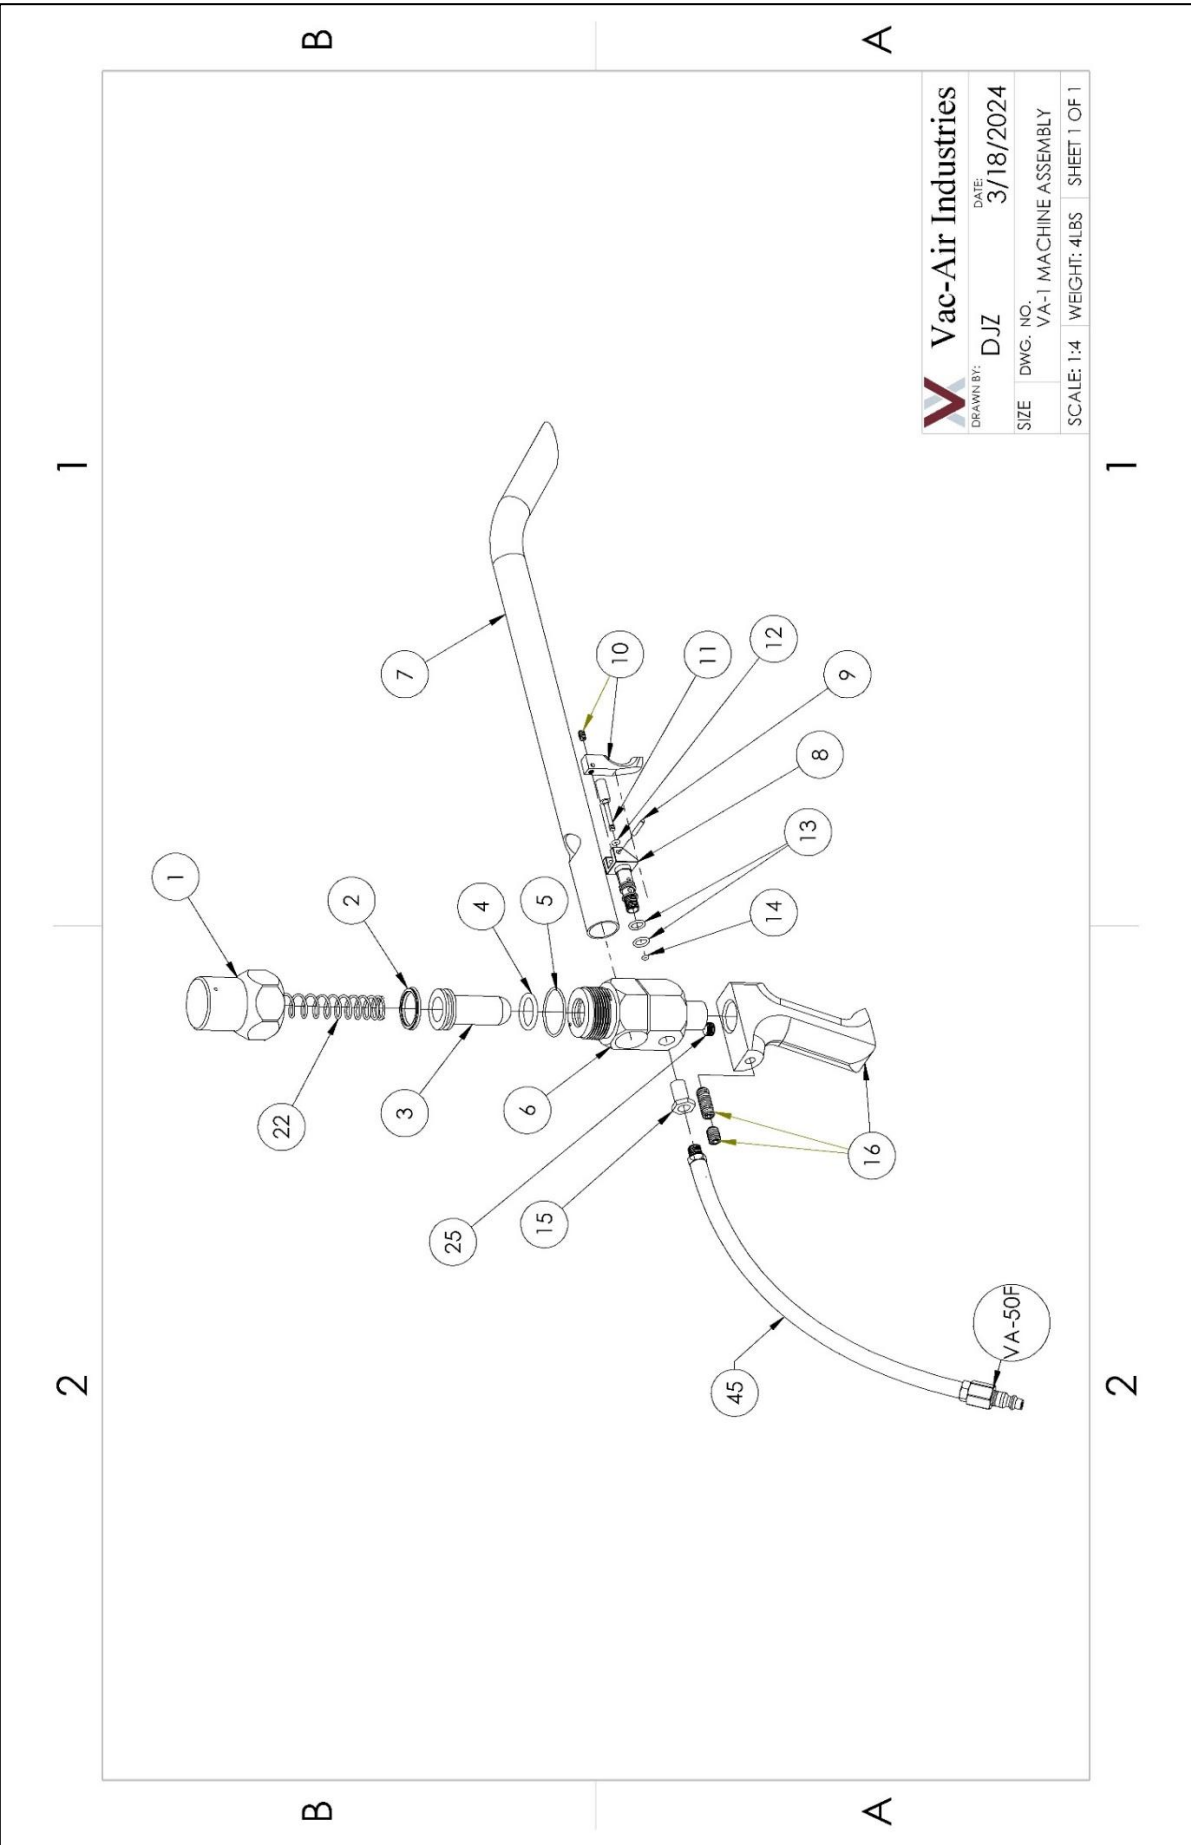 B
A
1
2
1
2
B
A
1
2
22
3
4
5
6
7
10
11
12
9
8
13
14
15
25
16
45
VA-50F
Vac-Air Industries
DRAWN BY: DJZ
DATE: 3/18/2024
SIZE
DWG. NO.
VA-1 MACHINE ASSEMBLY
SCALE: 1:4 WEIGHT: 4LBS SHEET 1 OF 1